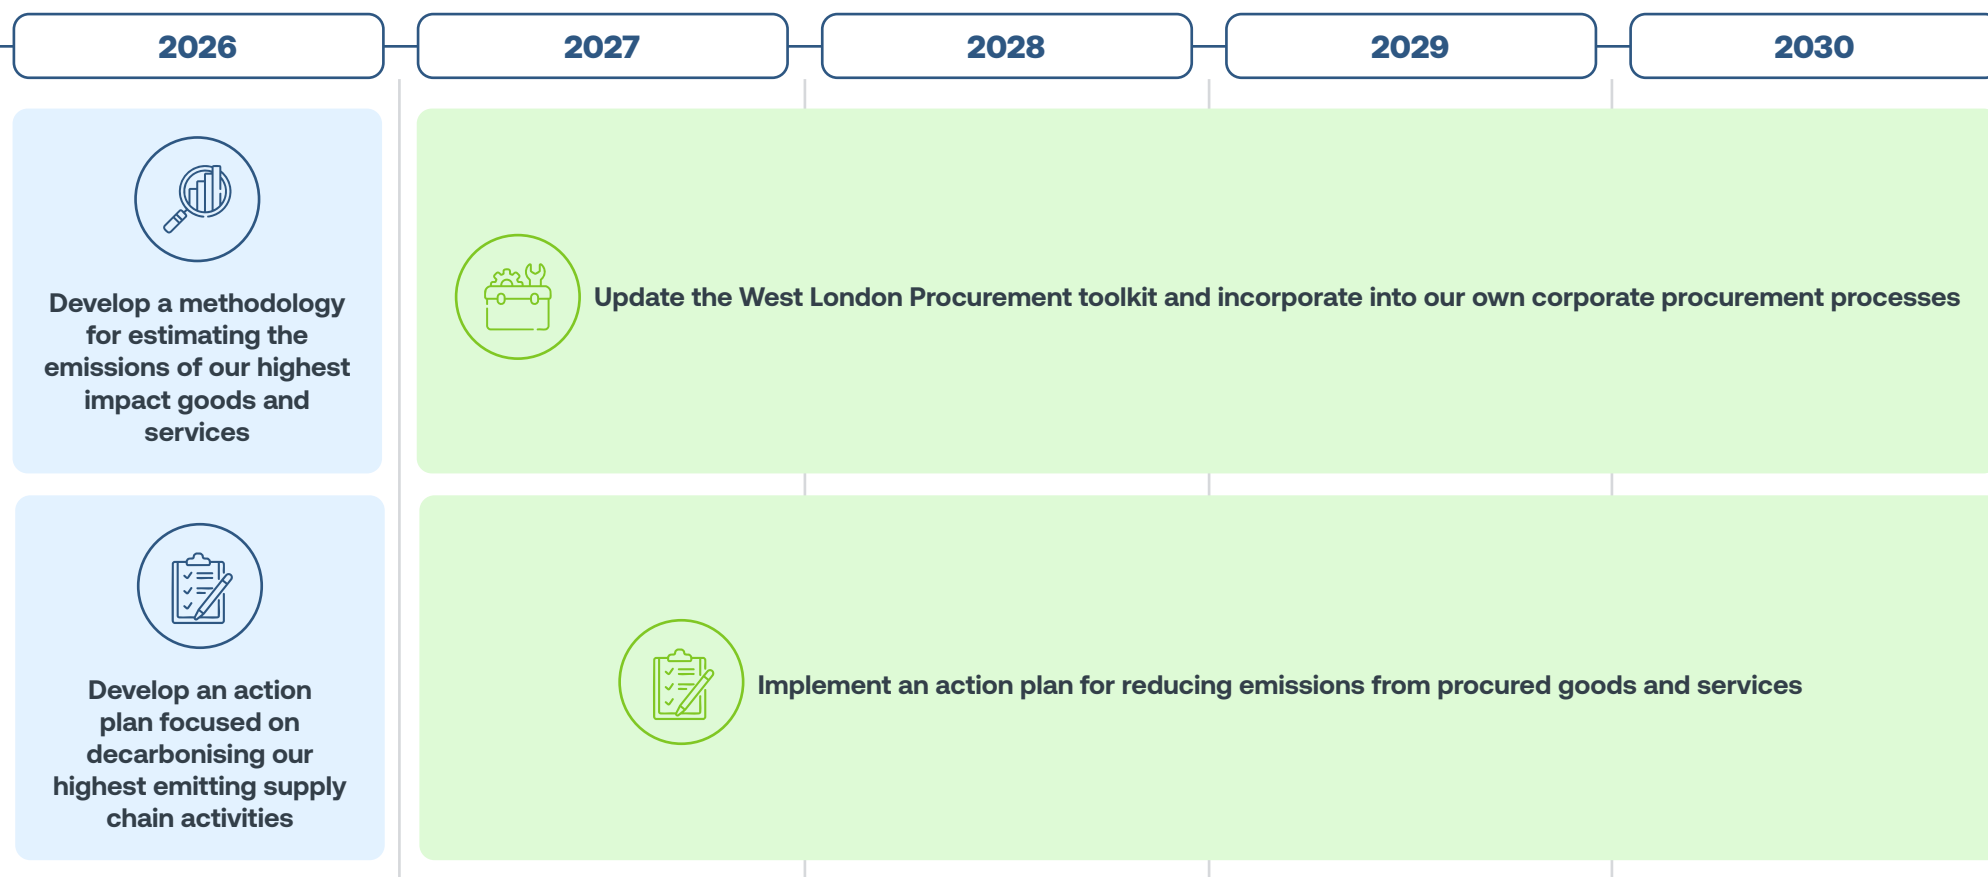 2026
2027
2028
2029
2030
Develop a methodology
for estimating the
emissions of our highest
impact goods and
services
Update the West London Procurement toolkit and incorporate into our own corporate procurement processes
Develop an action
plan focused on
decarbonising our
highest emitting supply
chain activities
Implement an action plan for reducing emissions from procured goods and services